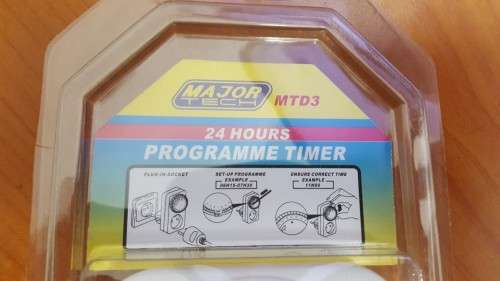 MAJOR
TECH
MTD3
24 HOURS
PROGRAMME TIMER
PLUG-IN-SOCKET
SET-UP PROGRAMME
EXAMPLE
ENSURE CORRECT TIME
EXAMPLE